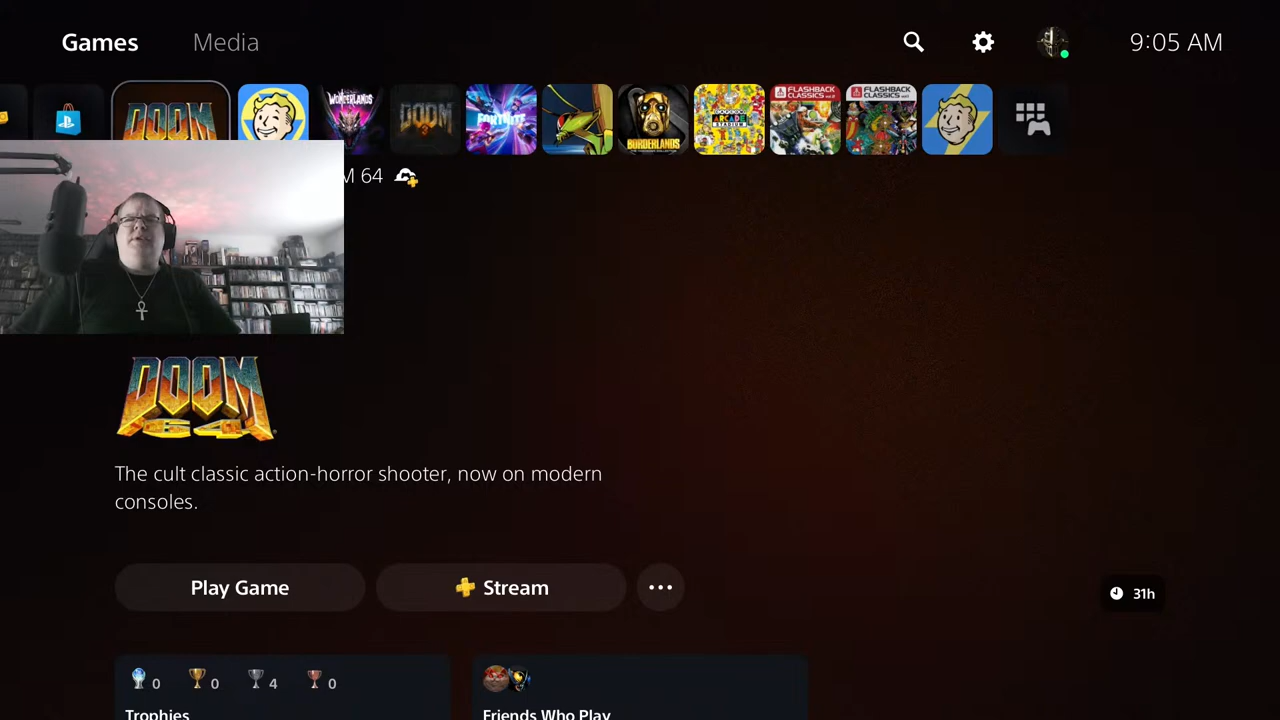 Games Media 9:05 AM
DOOM WONDERLANDS DOOM 3 FORTNITE BORDERLANDS ARCADE STADIUM FLASHBACK CLASSICS FLASHBACK CLASSICS
M 64
DOOM
64
The cult classic action-horror shooter, now on modern
consoles.
Play Game Stream ...
31h
0 0 4 0
Trophies Friends Who Play